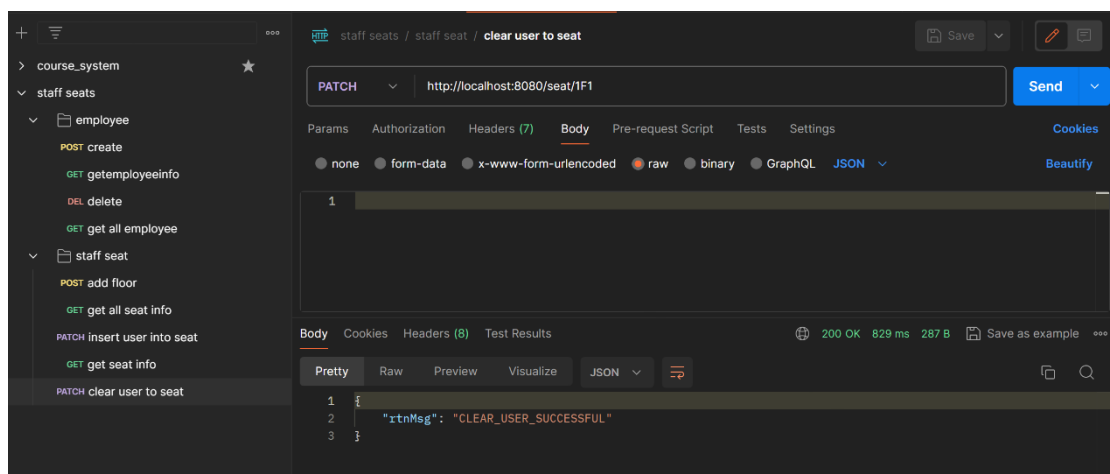 HTTP staff seats / staff seat / clear user to seat
Save
course_system
staff seats
employee
POST create
GET getemployeeinfo
DEL delete
GET get all employee
staff seat
POST add floor
GET get all seat info
PATCH insert user into seat
GET get seat info
PATCH clear user to seat
PATCH http://localhost:8080/seat/1F1 Send
Params Authorization Headers (7) Body Pre-request Script Tests Settings Cookies
none form-data x-www-form-urlencoded raw binary GraphQL JSON Beautify
1
Body Cookies Headers (8) Test Results 200 OK 829 ms 287 B Save as example
Pretty Raw Preview Visualize JSON
1 {
2 "rtnMsg": "CLEAR_USER_SUCCESSFUL"
3 }